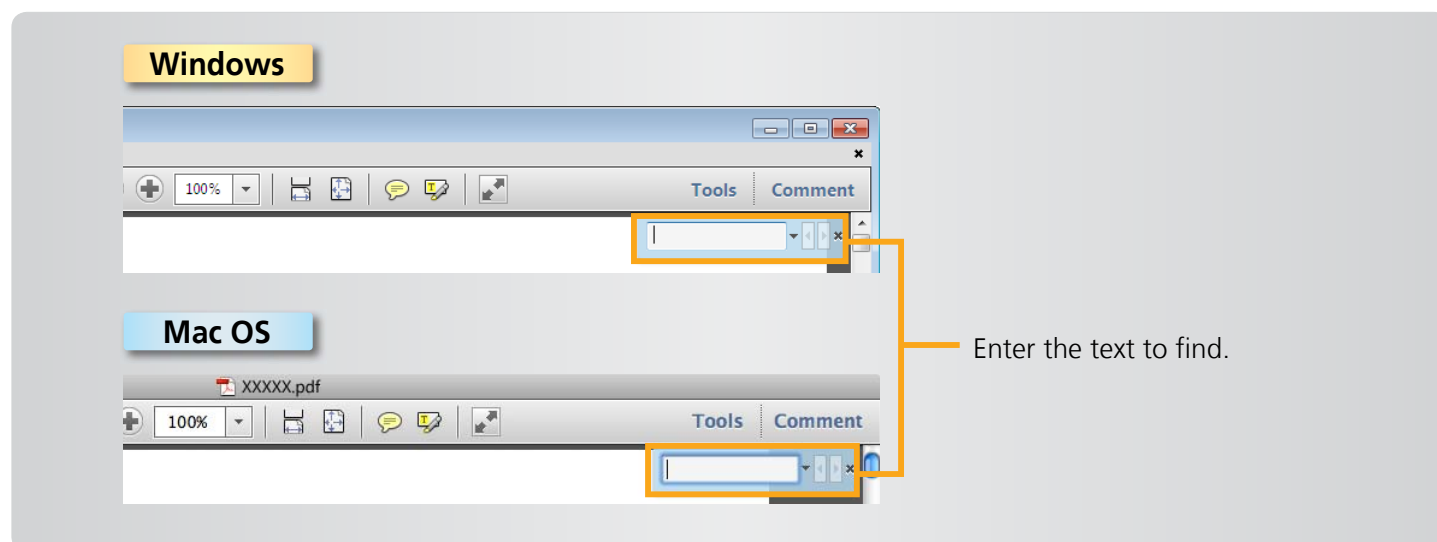 Windows
100%
Tools Comment
Mac OS
Enter the text to find.
XXXXX.pdf
100%
Tools Comment